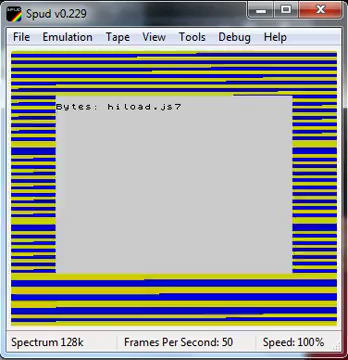 Spud v0.229
File Emulation Tape View Tools Debug Help
Bytes: hiload.js7
Spectrum 128k Frames Per Second: 50 Speed: 100%